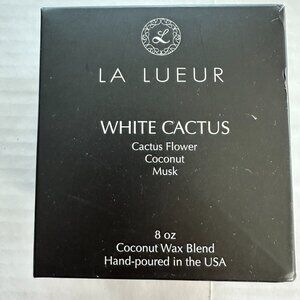 L
LA LUEUR
WHITE CACTUS
Cactus Flower
Coconut
Musk
8 oz
Coconut Wax Blend
Hand-poured in the USA